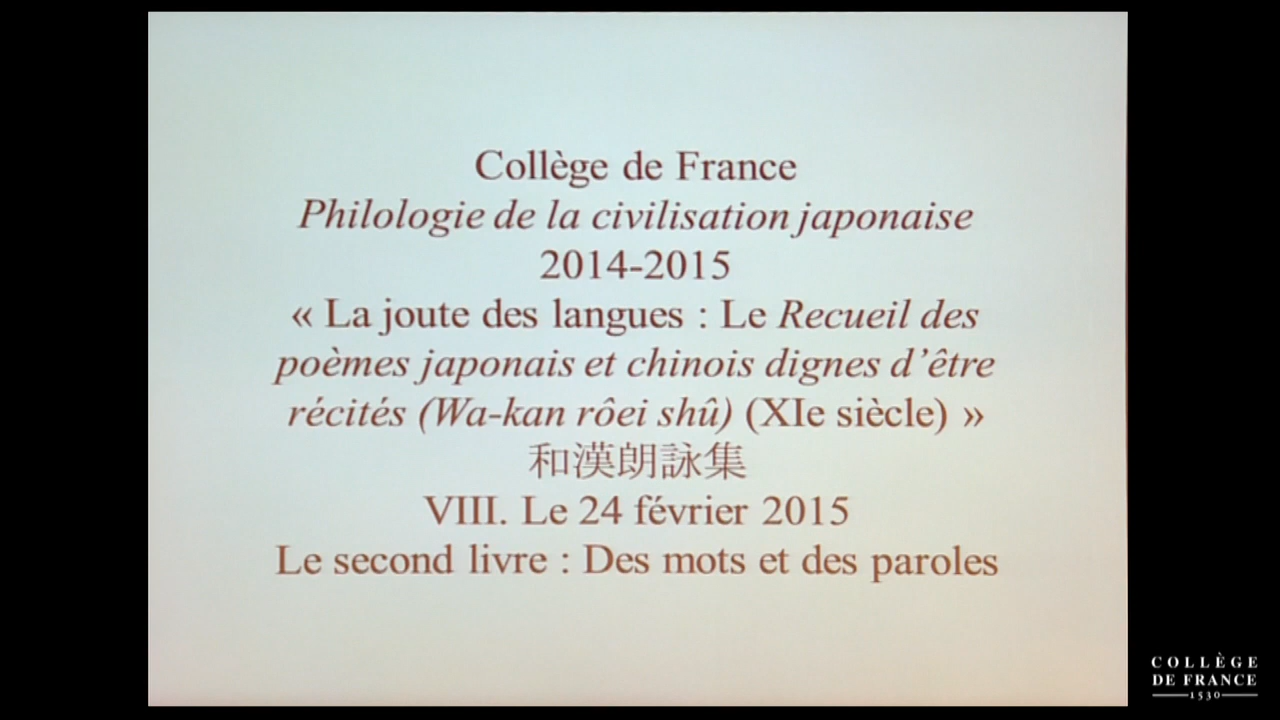 Collège de France
Philologie de la civilisation japonaise
2014-2015
« La joute des langues : Le Recueil des
poèmes japonais et chinois dignes d’être
récités (Wa-kan rôei shû) (XIe siècle) »
和漢朗詠集
VIII. Le 24 février 2015
Le second livre : Des mots et des paroles
COLLÈGE
DE FRANCE
1530